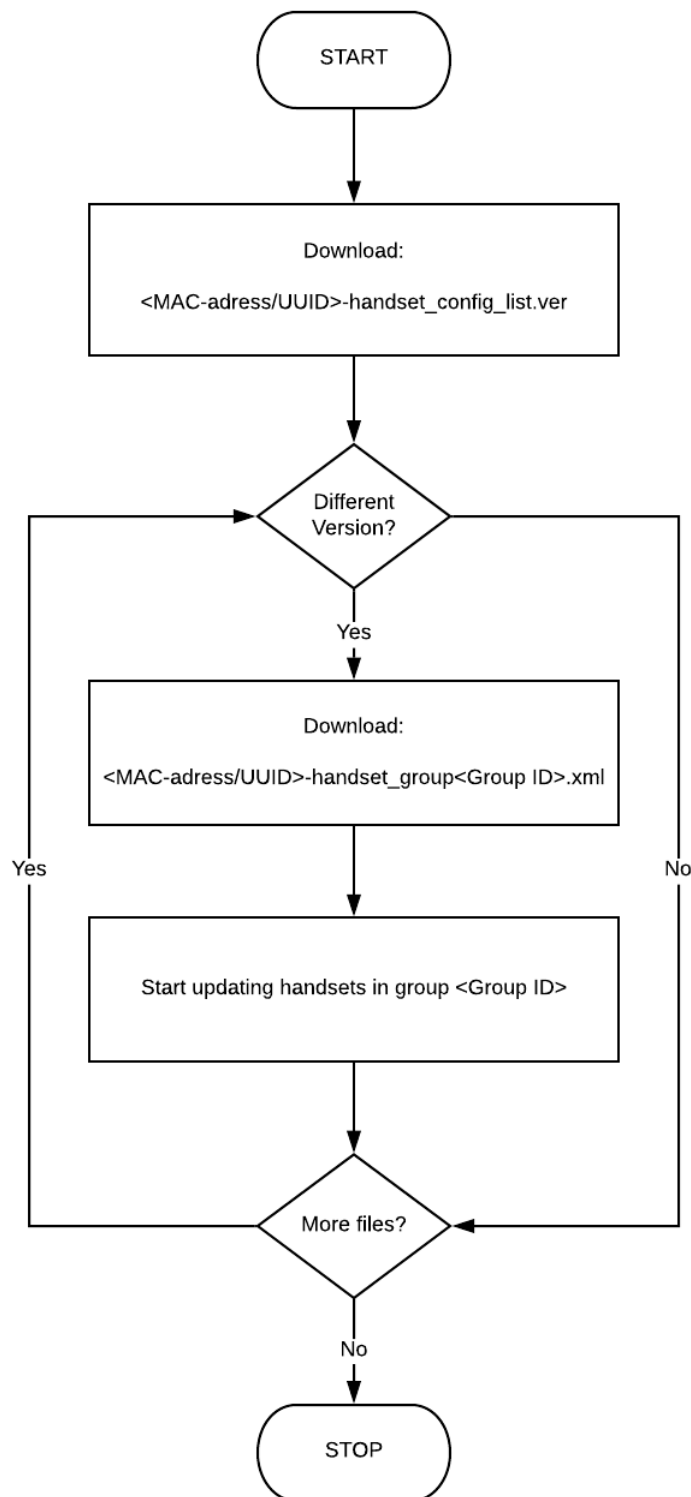 START
Download:
<MAC-adress/UUID>-handset_config_list.ver
Different
Version?
Yes
Download:
<MAC-adress/UUID>-handset_group<Group ID>.xml
Yes
No
Start updating handsets in group <Group ID>
More files?
No
STOP